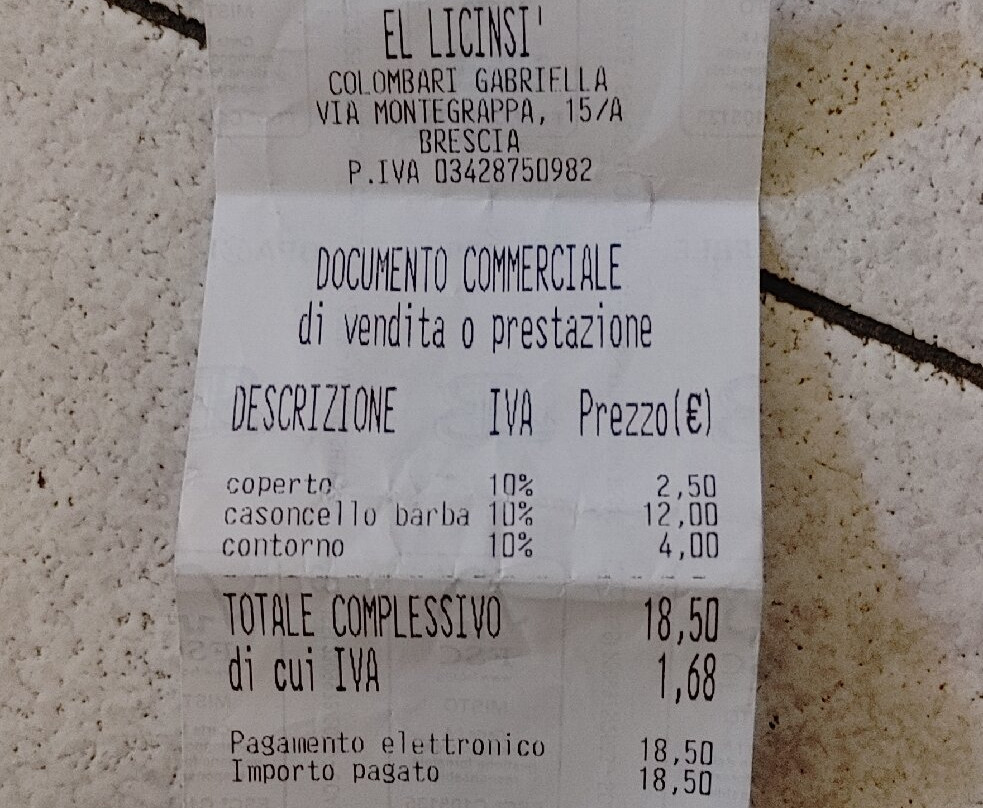 EL LICINSI'
COLOMBARI GABRIELLA
VIA MONTEGRAPPA, 15/A
BRESCIA
P.IVA 03428750982
DOCUMENTO COMMERCIALE
di vendita o prestazione
DESCRIZIONE IVA Prezzo(€)
coperto 10% 2,50
casoncello barba 10% 12,00
contorno 10% 4,00
TOTALE COMPLESSIVO 18,50
di cui IVA 1,68
Pagamento elettronico 18,50
Importo pagato 18,50